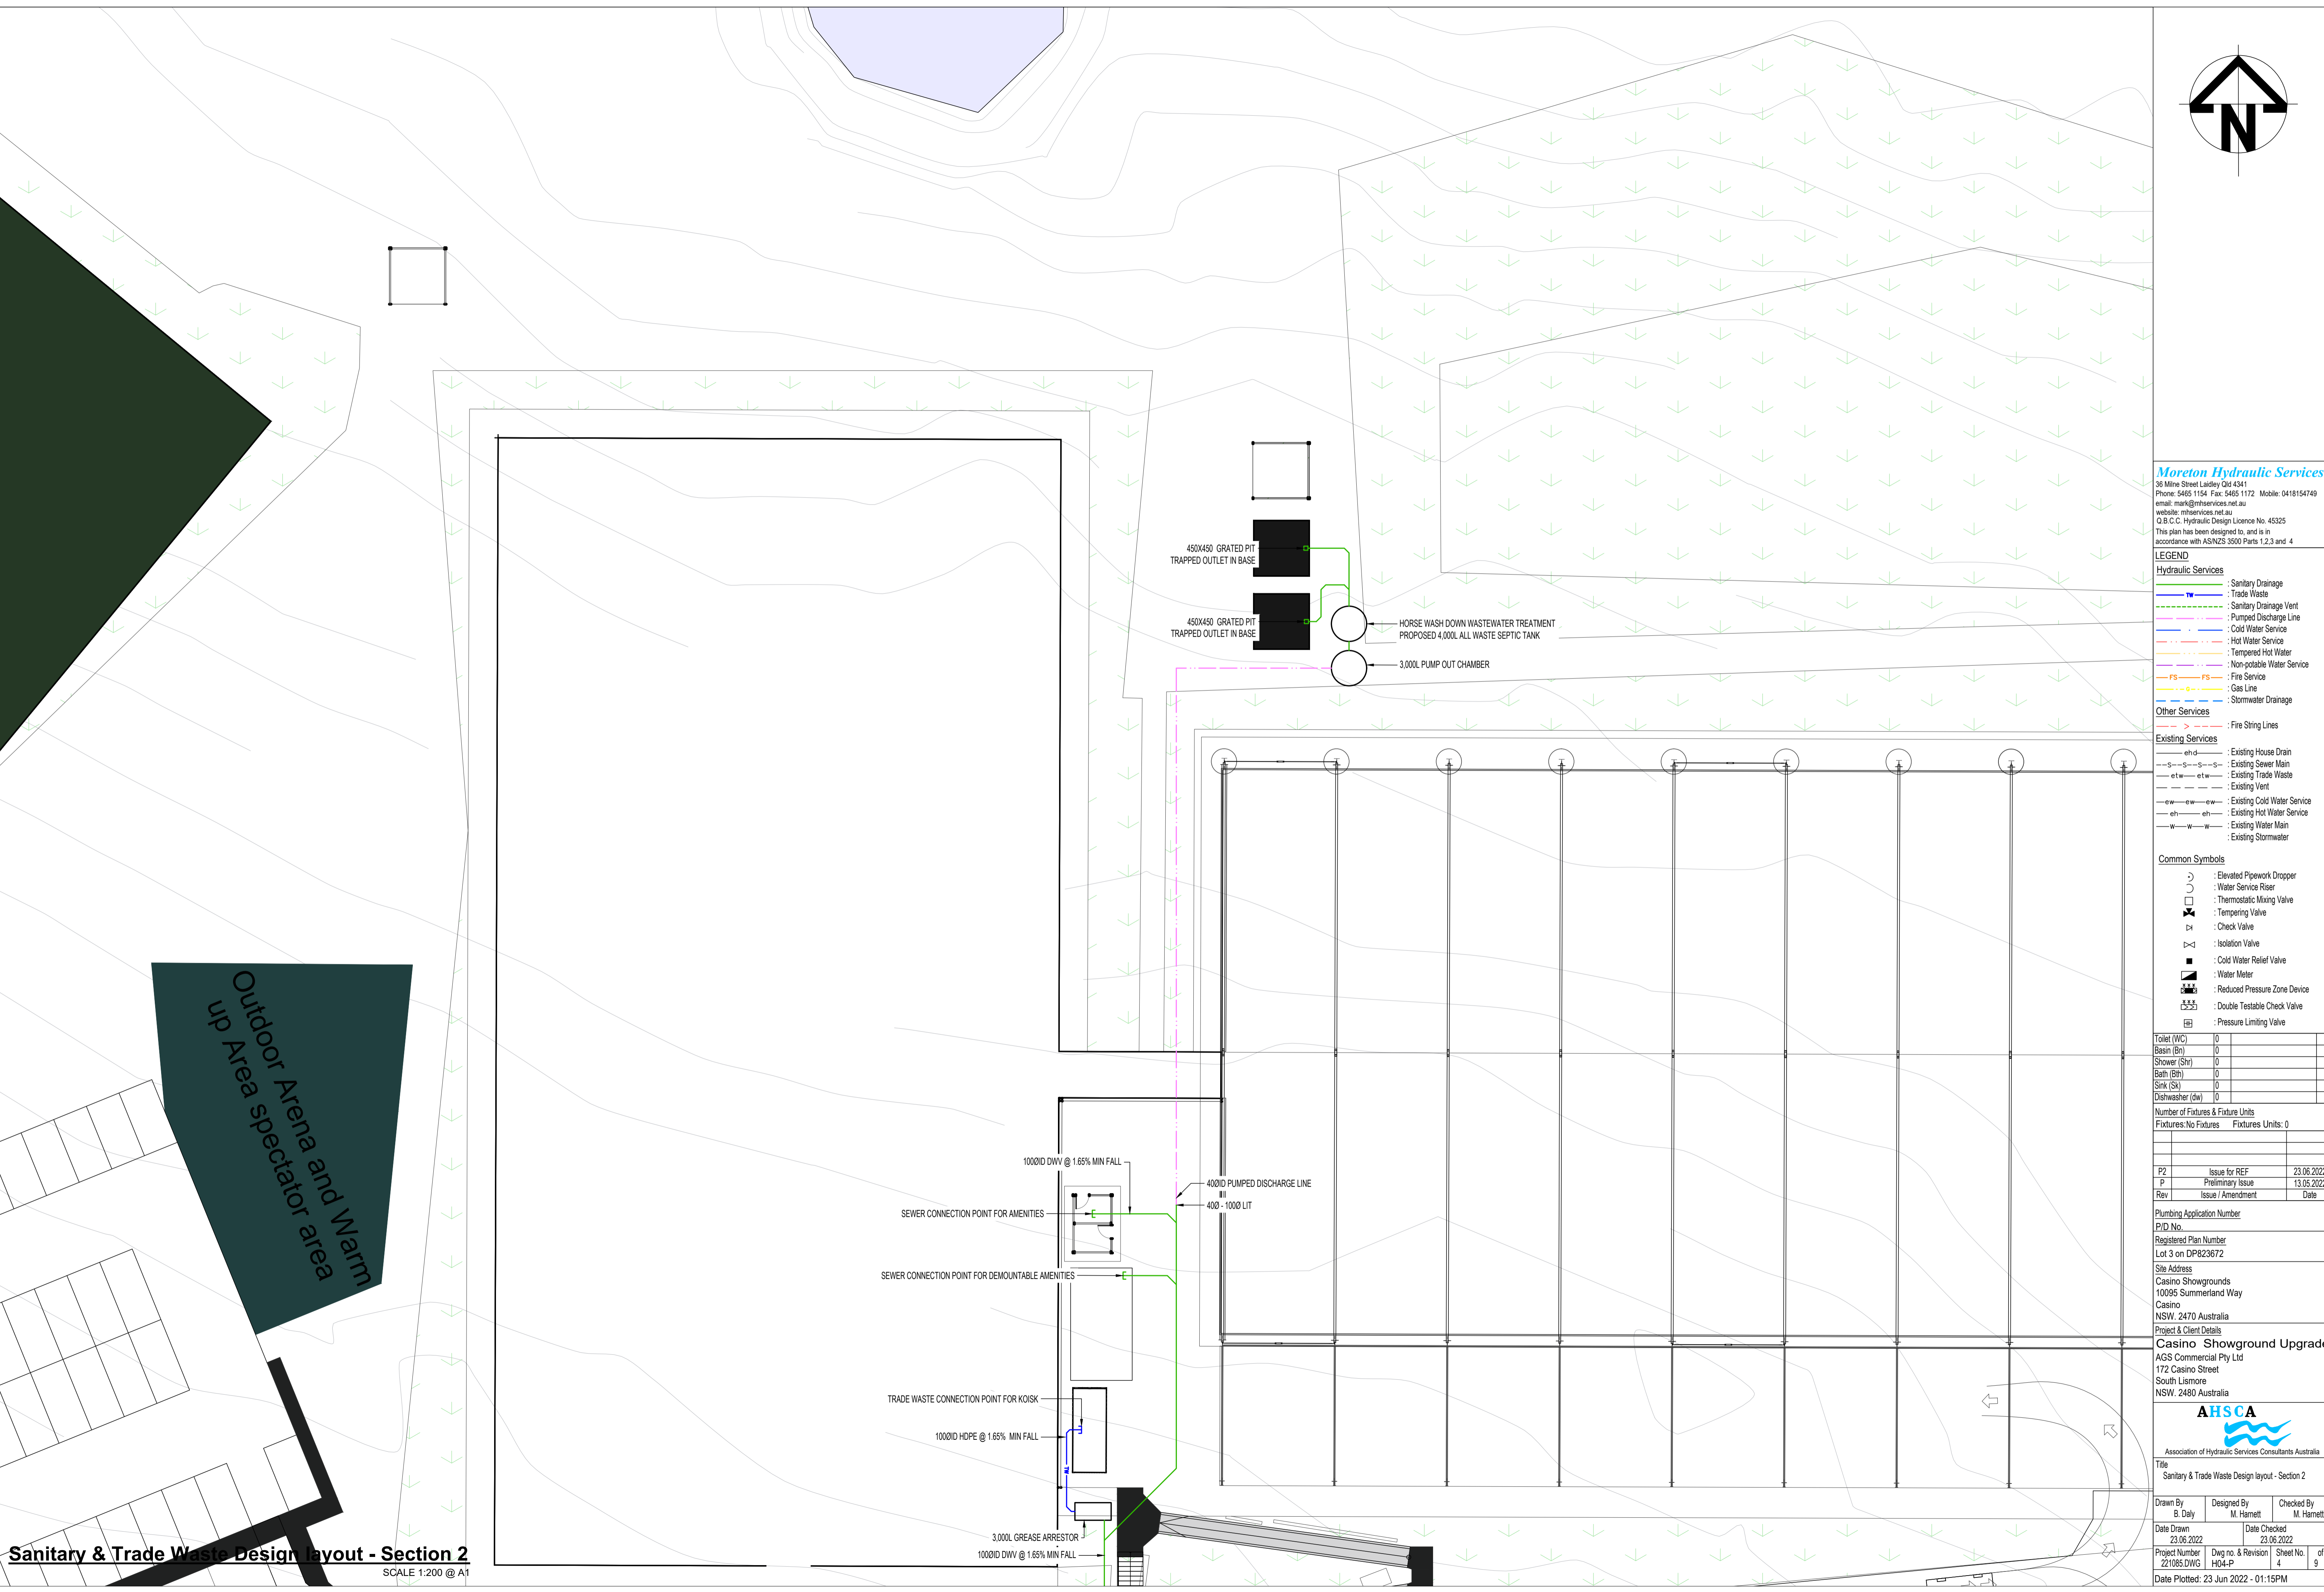 450X450 GRATED PIT
TRAPPED OUTLET IN BASE
450X450 GRATED PIT
TRAPPED OUTLET IN BASE
HORSE WASH DOWN WASTEWATER TREATMENT
PROPOSED 4,000L ALL WASTE SEPTIC TANK
3,000L PUMP OUT CHAMBER
Outdoor Arena and Warm
up Area spectator area
100ØID DWV @ 1.65% MIN FALL
40ØID PUMPED DISCHARGE LINE
40Ø - 100Ø LIT
SEWER CONNECTION POINT FOR AMENITIES
SEWER CONNECTION POINT FOR DEMOUNTABLE AMENITIES
TRADE WASTE CONNECTION POINT FOR KOISK
100ØID HDPE @ 1.65% MIN FALL
TW
3,000L GREASE ARRESTOR
100ØID DWV @ 1.65% MIN FALL
Sanitary & Trade Waste Design layout - Section 2
SCALE 1:200 @ A1
N
Moreton Hydraulic Services
36 Milne Street Laidley Qld 4341
Phone: 5465 1154 Fax: 5465 1172 Mobile: 0418154749
email: mark@mhservices.net.au
website: mhservices.net.au
Q.B.C.C. Hydraulic Design Licence No. 45325
This plan has been designed to, and is in
accordance with AS/NZS 3500 Parts 1,2,3 and 4
LEGEND
Hydraulic Services
: Sanitary Drainage
TW : Trade Waste
: Sanitary Drainage Vent
: Pumped Discharge Line
: Cold Water Service
: Hot Water Service
: Tempered Hot Water
: Non-potable Water Service
FS FS : Fire Service
: Gas Line
: Stormwater Drainage
Other Services
: Fire String Lines
Existing Services
ehd : Existing House Drain
S S S S : Existing Sewer Main
etw etw : Existing Trade Waste
: Existing Vent
ew ew ew : Existing Cold Water Service
eh eh : Existing Hot Water Service
w w w : Existing Water Main
: Existing Stormwater
Common Symbols
: Elevated Pipework Dropper
: Water Service Riser
: Thermostatic Mixing Valve
: Tempering Valve
: Check Valve
: Isolation Valve
: Cold Water Relief Valve
: Water Meter
: Reduced Pressure Zone Device
: Double Testable Check Valve
: Pressure Limiting Valve
Toilet (WC) 0
Basin (Bn) 0
Shower (Shr) 0
Bath (Bth) 0
Sink (Sk) 0
Dishwasher (dw) 0
Number of Fixtures & Fixture Units
Fixtures: No Fixtures Fixtures Units: 0
P2 Issue for REF 23.06.2022
P Preliminary Issue 13.05.2022
Rev Issue / Amendment Date
Plumbing Application Number
P/D No.
Registered Plan Number
Lot 3 on DP823672
Site Address
Casino Showgrounds
10095 Summerland Way
Casino
NSW. 2470 Australia
Project & Client Details
Casino Showground Upgrade
AGS Commercial Pty Ltd
172 Casino Street
South Lismore
NSW. 2480 Australia
AHSCA
Association of Hydraulic Services Consultants Australia
Title
Sanitary & Trade Waste Design layout - Section 2
Drawn By Designed By Checked By
B. Daly M. Harnett M. Harnett
Date Drawn Date Checked
23.06.2022 23.06.2022
Project Number Dwg no. & Revision Sheet No. of
221085.DWG H04-P 4 9
Date Plotted: 23 Jun 2022 - 01:15PM